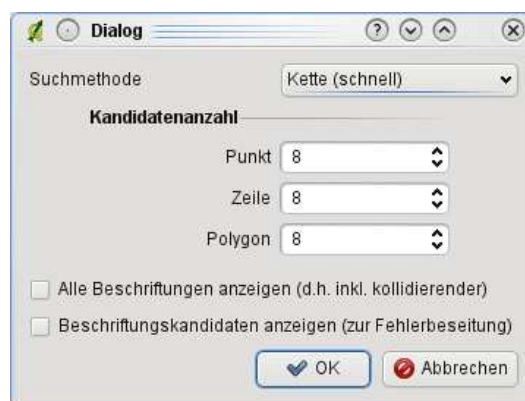 Dialog
Suchmethode Kette (schnell)
Kandidatenanzahl
Punkt 8
Zeile 8
Polygon 8
Alle Beschriftungen anzeigen (d.h. inkl. kollidierender)
Beschriftungskandidaten anzeigen (zur Fehlerbeseitung)
OK Abbrechen